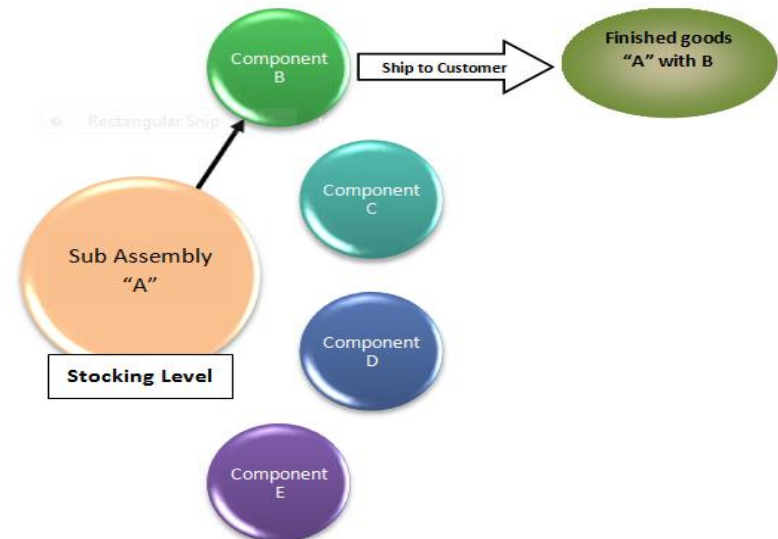 Component
B
Ship to Customer
Finished goods
“A” with B
Rectangular Snip
Component
C
Sub Assembly
“A”
Component
D
Stocking Level
Component
E